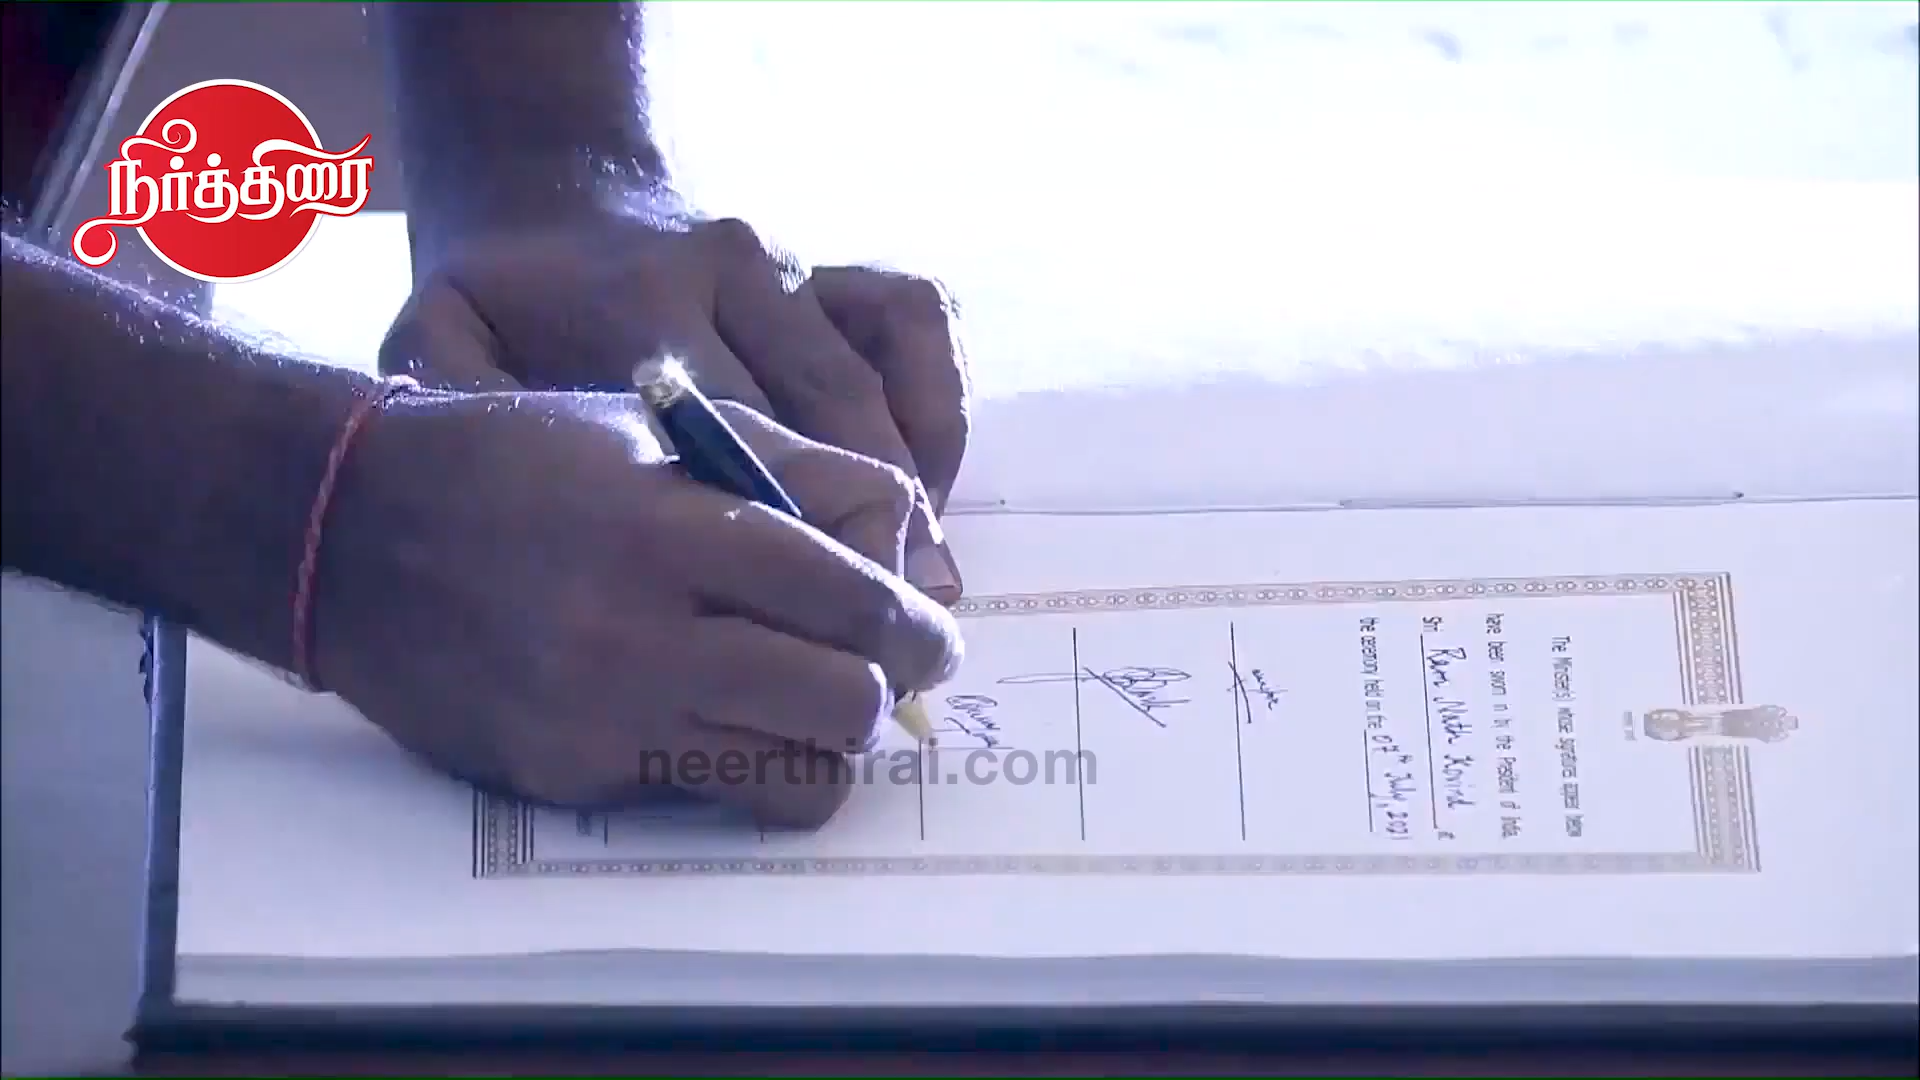 நிர்த்திரை
The Minister(s) whose signatures appear below
have been sworn in by the President of India,
Shri Ram Nath Kovind at
the ceremony held on the 07th July, 2021
neerthirai.com